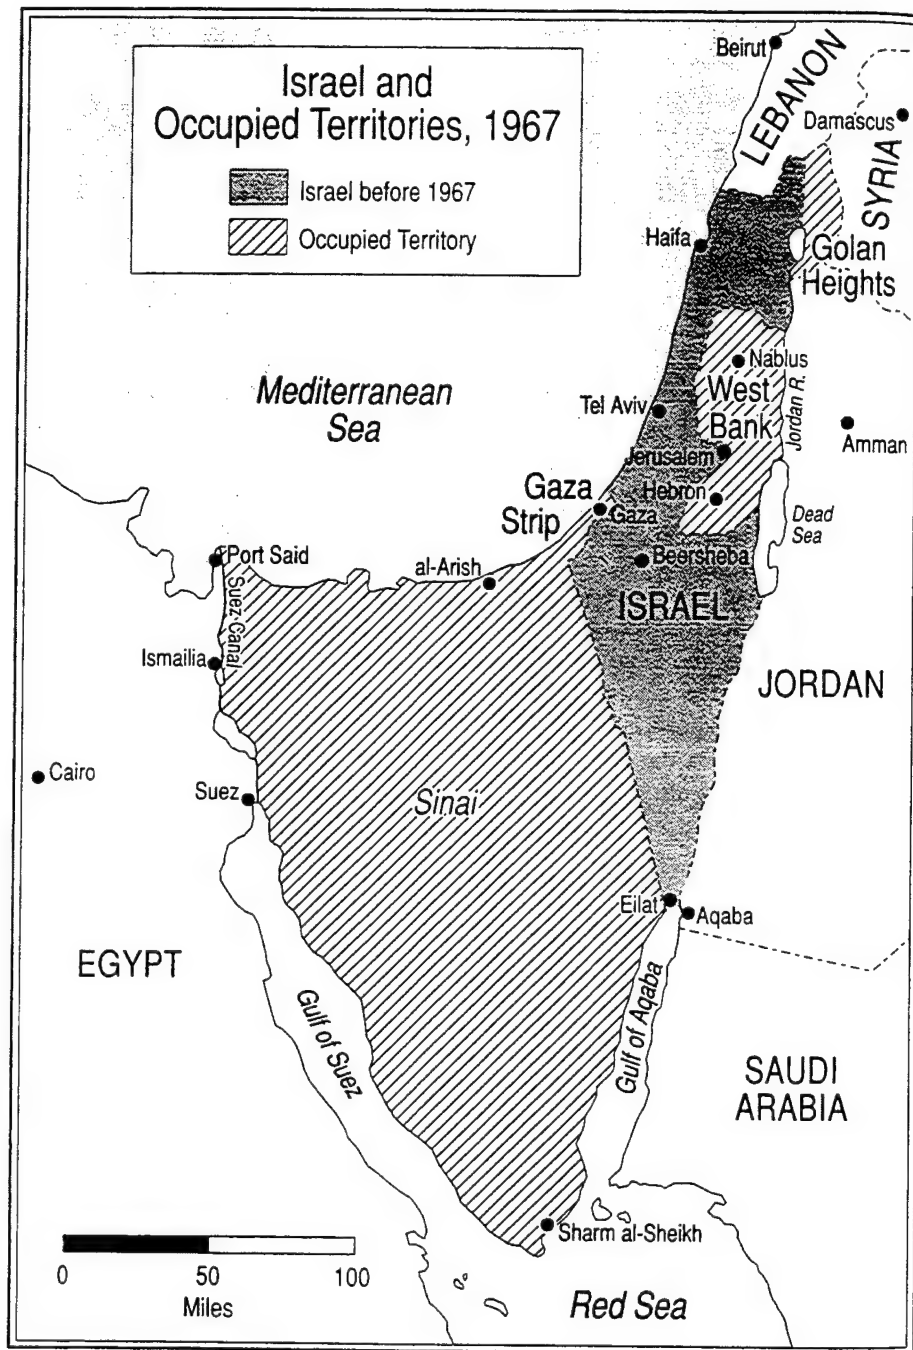 Israel and
Occupied Territories, 1967
Israel before 1967
Occupied Territory
Beirut
LEBANON
Damascus
SYRIA
Haifa
Golan
Heights
Nablus
Mediterranean
Sea
Tel Aviv
West
Bank
Jordan R.
Amman
Jerusalem
Gaza
Strip
Hebron
Gaza
Dead
Sea
Port Said
al-Arish
Beersheba
Suez Canal
ISRAEL
Ismailia
JORDAN
Cairo
Suez
Sinai
Eilat
Aqaba
EGYPT
Gulf of Suez
Gulf of Aqaba
SAUDI
ARABIA
Sharm al-Sheikh
0 50 100
Miles
Red Sea